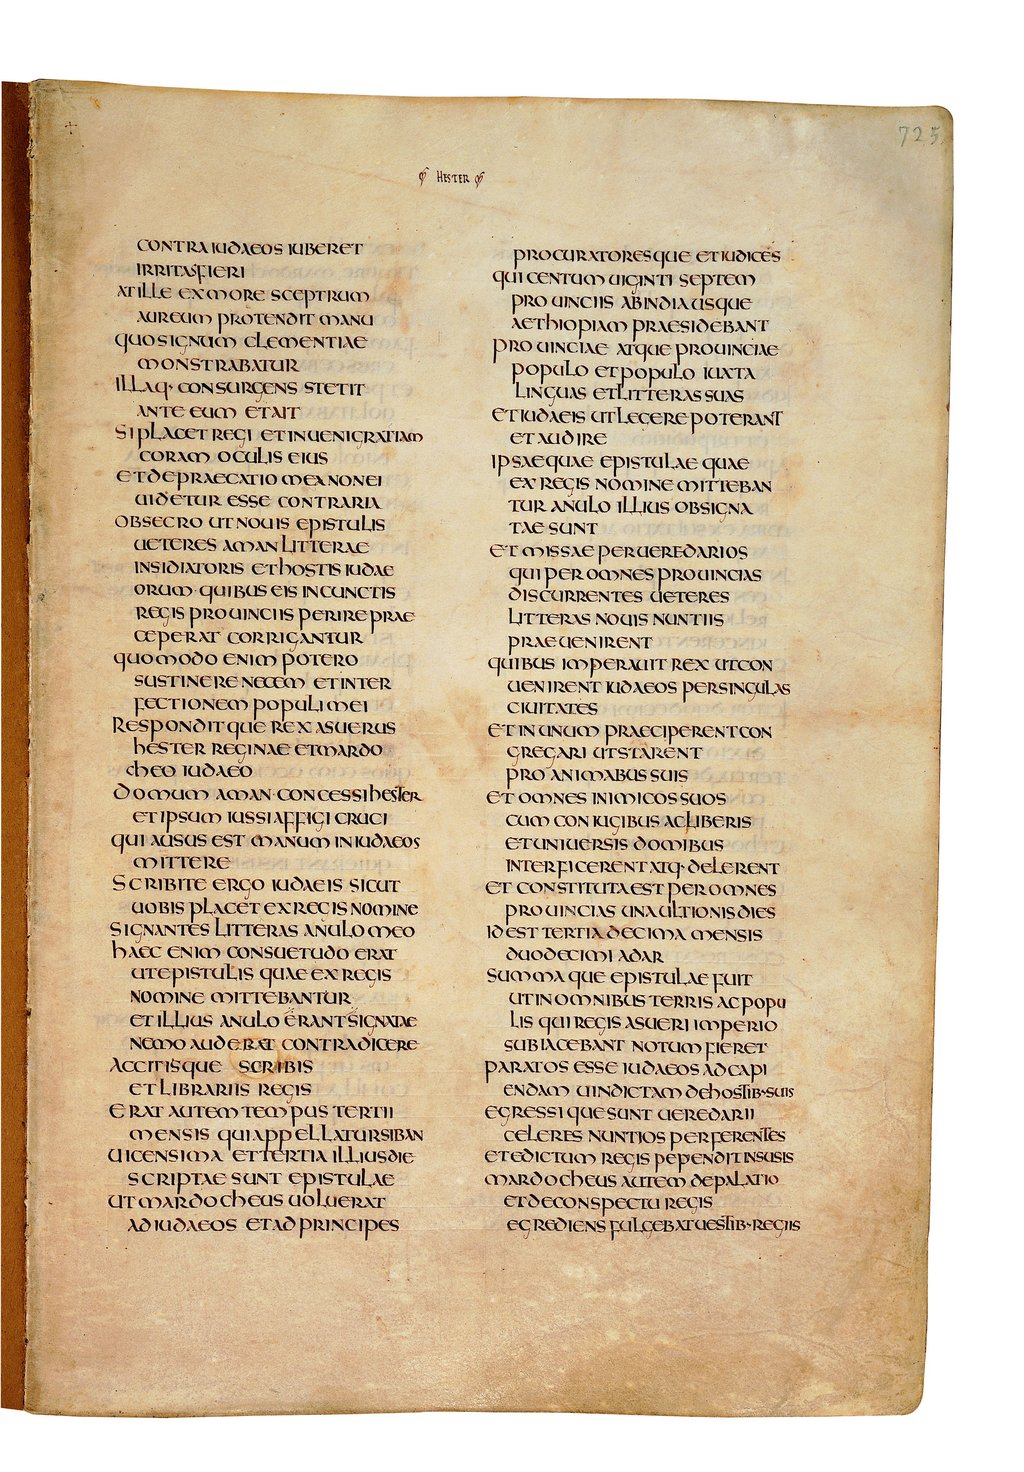 725
HESTER
CONTRA IUDAEOS IUBERET
IRRITAS FIERI
AT ILLE EX MORE SCEPTRUM
AUREUM PROTENDIT MANU
QUO SIGNUM CLEMENTIAE
MONSTRABATUR
ILLAQ· CONSURGENS STETIT
ANTE EUM ET AIT
SI PLACET REGI ET INUENI GRATIAM
CORAM OCULIS EIUS
ET DEPRAECATIO MEA NON EI
UIDETUR ESSE CONTRARIA
OBSECRO UT NOUIS EPISTULIS
UETERES AMAN LITTERAE
INSIDIATORIS ET HOSTIS IUDAE
ORUM· QUIBUS EIS IN CUNCTIS
REGIS PROUINCIIS PERIRE PRAE
CEPERAT CORRIGANTUR
QUOMODO ENIM POTERO
SUSTINERE NECEM ET INTER
FECTIONEM POPULI MEI
RESPONDITQUE REX ASUERUS
HESTER REGINAE ET MARDO
CHEO IUDAEO
DOMUM AMAN· CONCESSI HESTER
ET IPSUM IUSSI AFFIGI CRUCI
QUI AUSUS EST MANUM IN IUDAEOS
MITTERE
SCRIBITE ERGO IUDAEIS SICUT
UOBIS PLACET EX REGIS NOMINE
SIGNANTES LITTERAS ANULO MEO
HAEC ENIM CONSUETUDO ERAT
UT EPISTULIS QUAE EX REGIS
NOMINE MITTEBANTUR
ET ILLIUS ANULO ERANT SIGNATAE
NEMO AUDERAT CONTRADICERE
ACCITISQUE SCRIBIS
ET LIBRARIIS REGIS
ERAT AUTEM TEMPUS TERTII
MENSIS QUI APPELLATUR SIBAN
UICENSIMA ET TERTIA ILLIUS DIE
SCRIPTAE SUNT EPISTULAE
UT MARDOCHEUS UOLUERAT
AD IUDAEOS ET AD PRINCIPES
PROCURATORESQUE ET IUDICES
QUI CENTUM UIGINTI SEPTEM
PROUINCIIS AB INDIA USQUE
AETHIOPIAM PRAESIDEBANT
PROUINCIAE ATQUE PROUINCIAE
POPULO ET POPULO IUXTA
LINGUAS ET LITTERAS SUAS
ET IUDAEIS UT LEGERE POTERANT
ET AUDIRE
IPSAEQUAE EPISTULAE QUAE
EX REGIS NOMINE MITTEBAN
TUR ANULO ILLIUS OBSIGNA
TAE SUNT
ET MISSAE PER UEREDARIOS
QUI PER OMNES PROUINCIAS
DISCURRENTES UETERES
LITTERAS NOUIS NUNTIIS
PRAEUENIRENT
QUIBUS IMPERAUIT REX UT CON
UENIRENT IUDAEOS PER SINGULAS
CIUITATES
ET IN UNUM PRAECIPERENT CON
GREGARI UT STARENT
PRO ANIMABUS SUIS
ET OMNES INIMICOS SUOS
CUM CONIUGIBUS AC LIBERIS
ET UNIUERSIS DOMIBUS
INTERFICERENT ATQ· DELERENT
ET CONSTITUTA EST PER OMNES
PROUINCIAS UNA ULTIONIS DIES
ID EST TERTIA DECIMA MENSIS
DUODECIMI ADAR
SUMMAQUE EPISTULAE FUIT
UT IN OMNIBUS TERRIS AC POPU
LIS QUI REGIS ASUERI IMPERIO
SUBIACEBANT NOTUM FIERET
PARATOS ESSE IUDAEOS AD CAPI
ENDAM UINDICTAM DE HOSTIB· SUIS
EGRESSIQUE SUNT UEREDARII
CELERES NUNTIOS PERFERENTES
ET EDICTUM REGIS PEPENDIT IN SUSIS
MARDOCHEUS AUTEM DE PALATIO
ET DE CONSPECTU REGIS
EGREDIENS FULGEBAT UESTIB· REGIIS